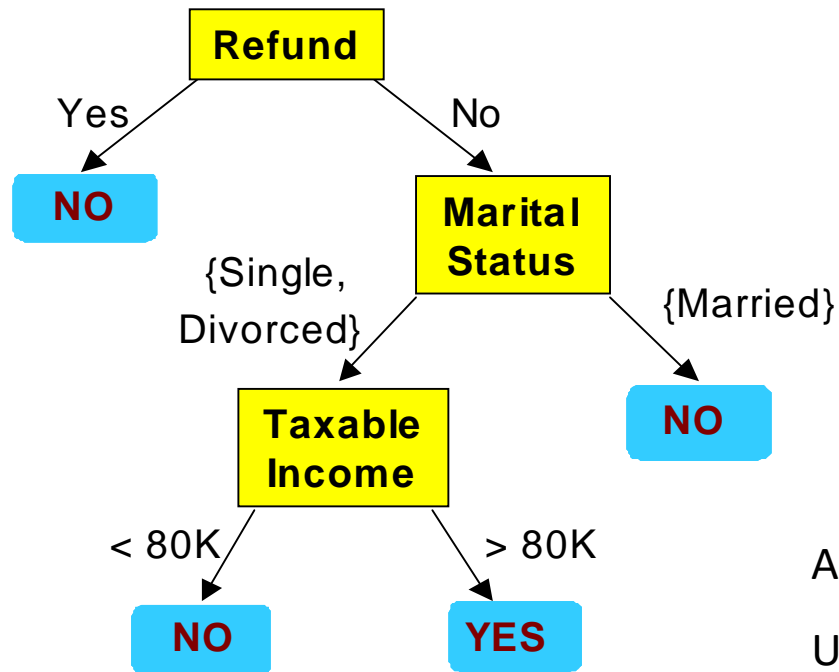 Refund
Yes
No
NO
Marital
Status
{Single,
Divorced}
{Married}
Taxable
Income
NO
< 80K
> 80K
A
NO
YES
U